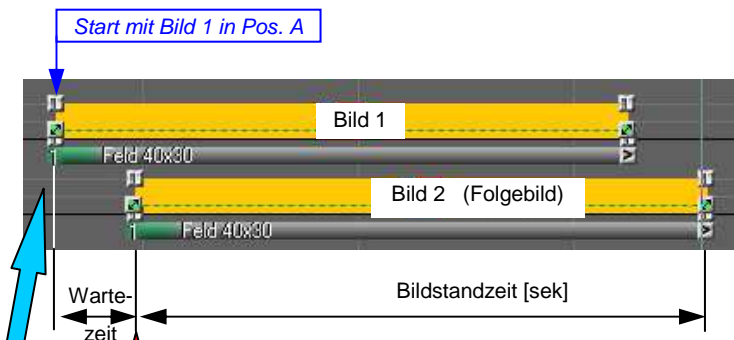 Start mit Bild 1 in Pos. A
Bild 1
1 Feld 40x30
Bild 2 (Folgebild)
1 Feld 40x30
Warte-
zeit
Bildstandzeit [sek]